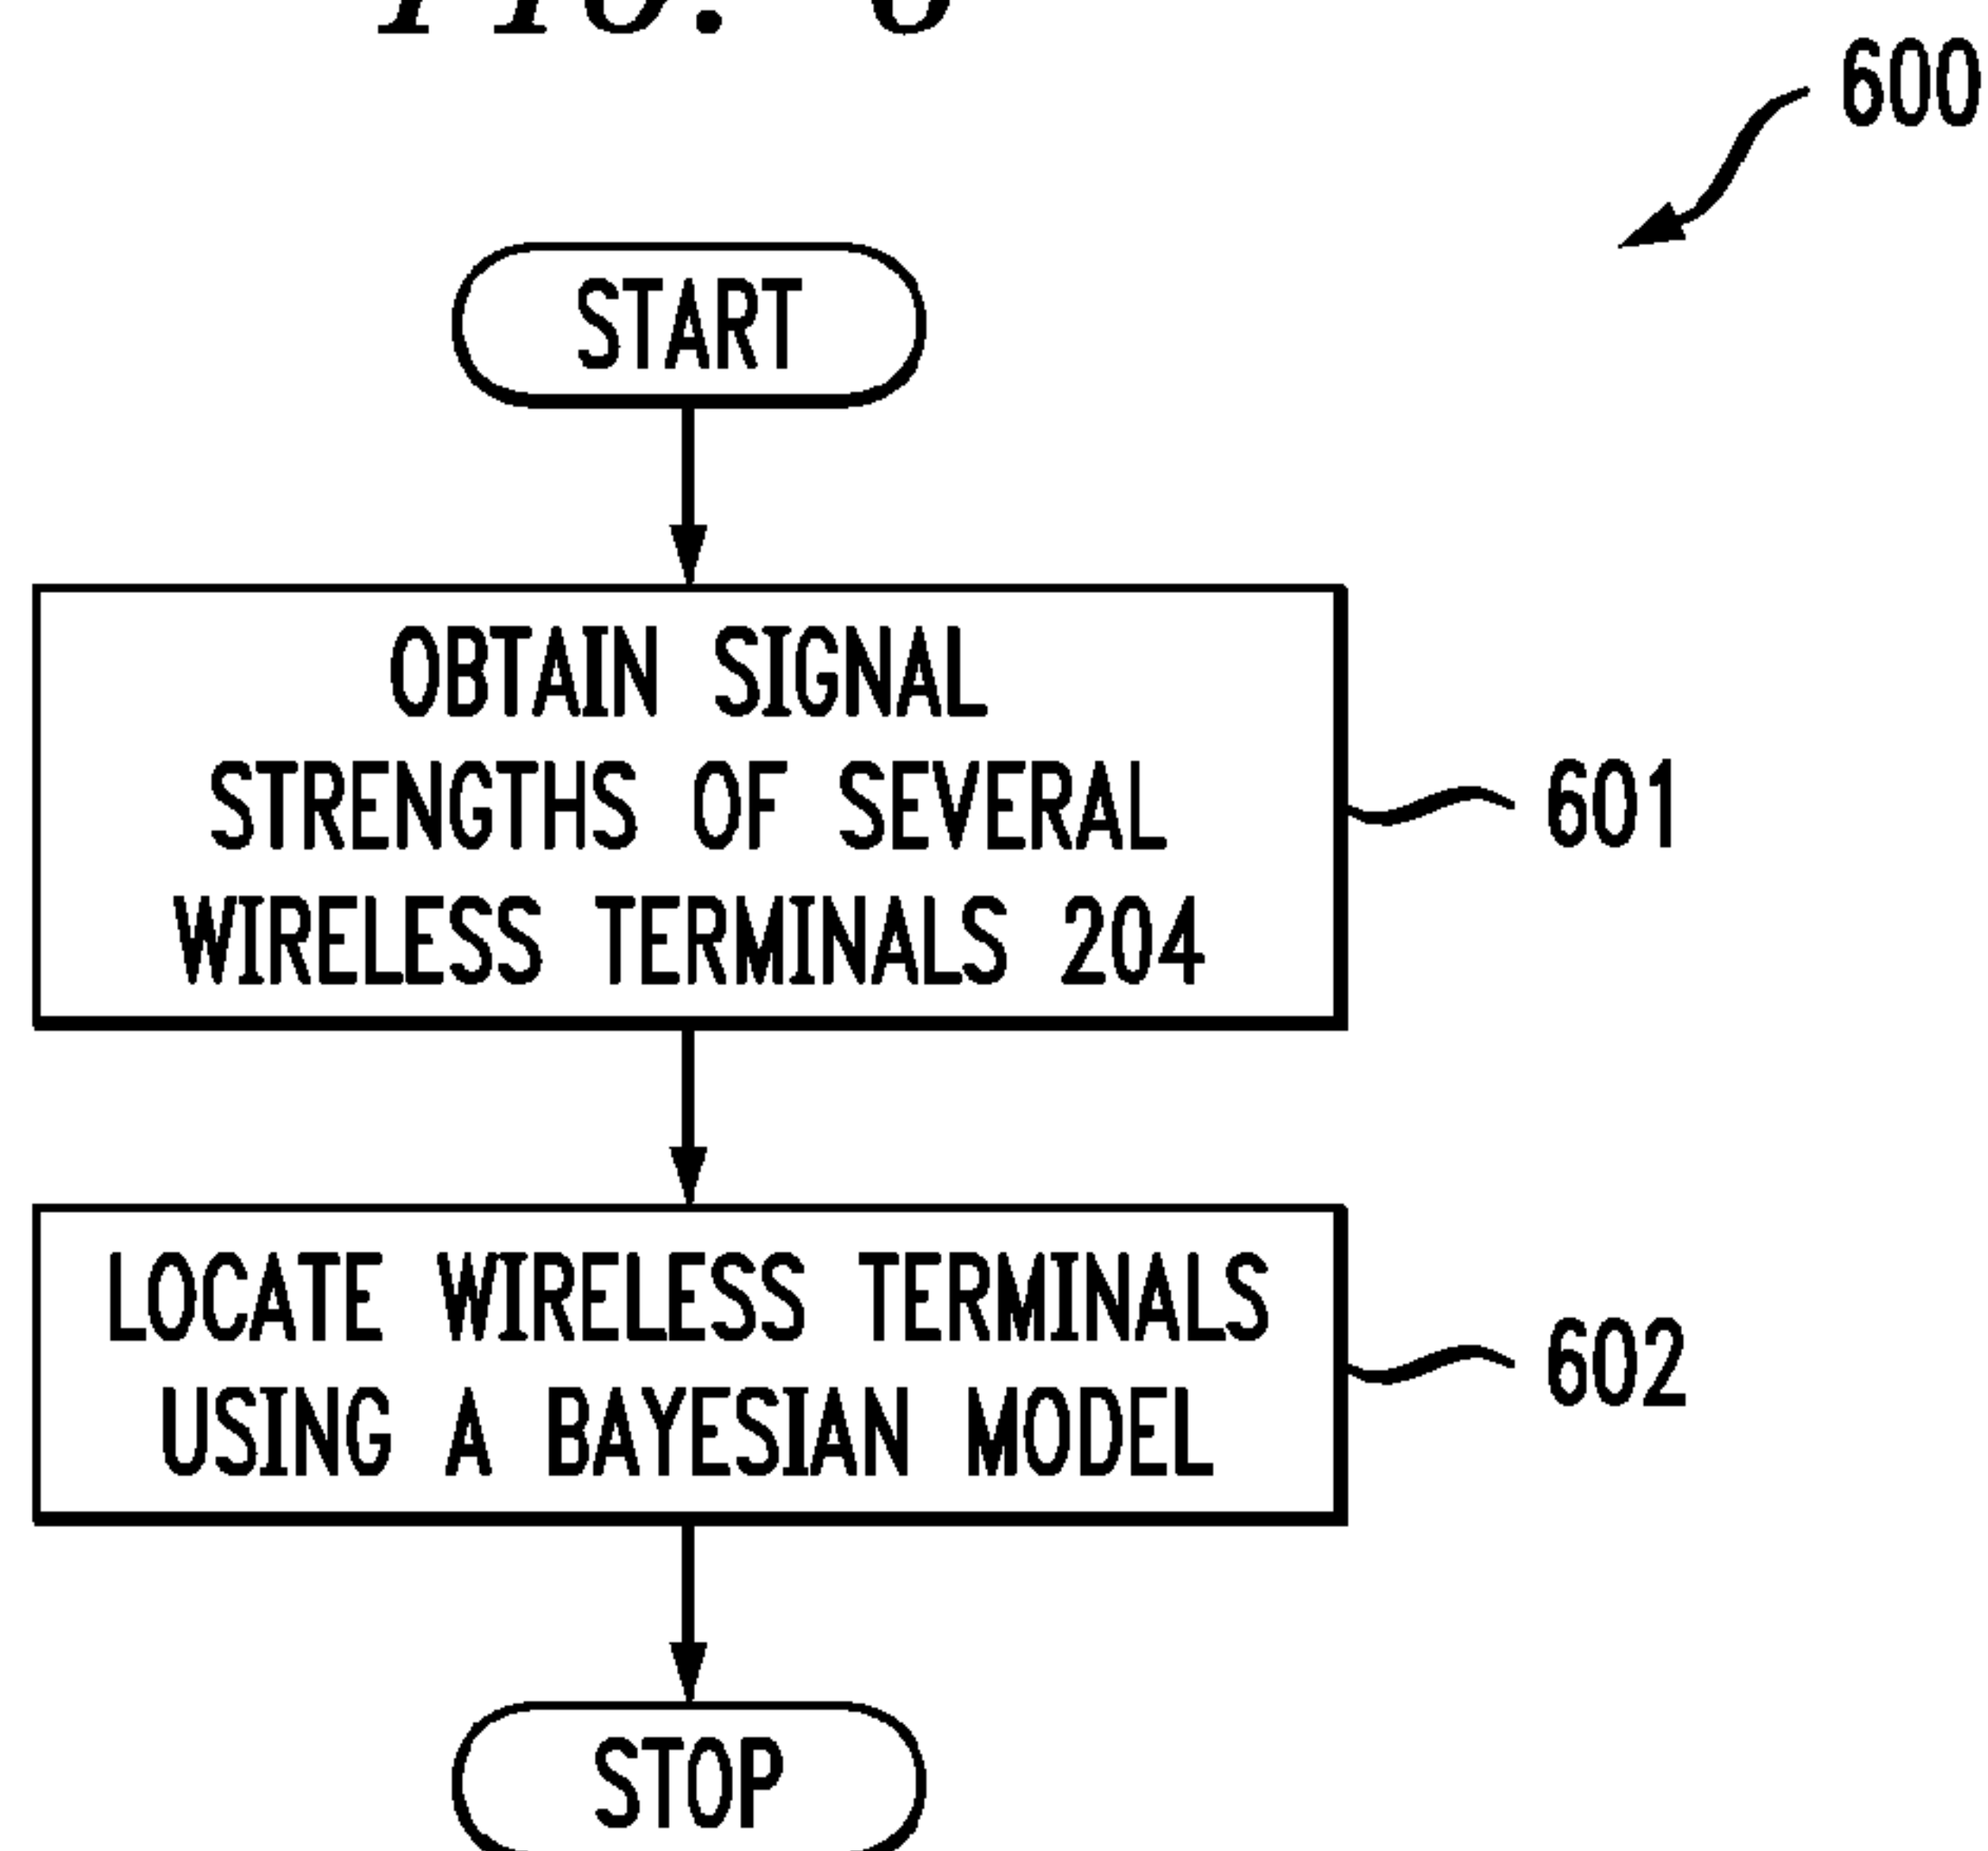 600
START
OBTAIN SIGNAL
STRENGTHS OF SEVERAL
WIRELESS TERMINALS 204
601
LOCATE WIRELESS TERMINALS
USING A BAYESIAN MODEL
602
STOP